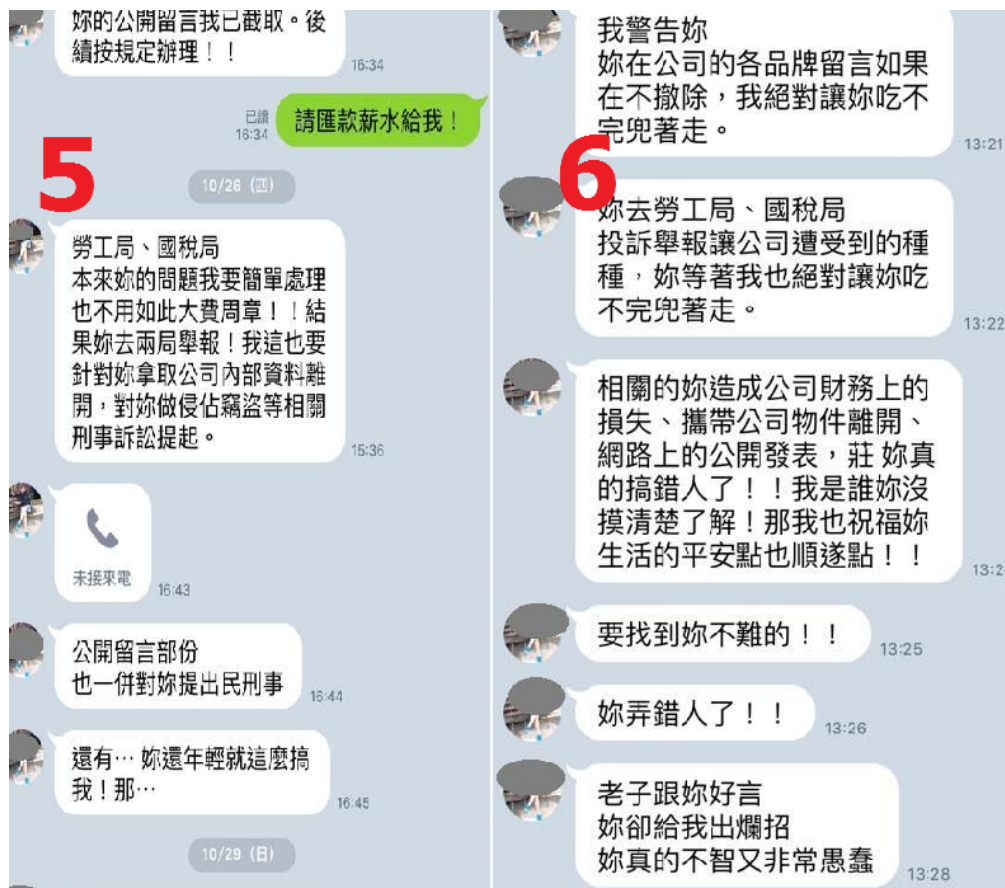 妳的公開留言我已截取。後
續按規定辦理！！
16:34
已讀
16:34
請匯款薪水給我！
5
10/26（四）
勞工局、國稅局
本來妳的問題我要簡單處理
也不用如此大費周章！！結
果妳去兩局舉報！我這也要
針對妳拿取公司內部資料離
開，對妳做侵佔竊盜等相關
刑事訴訟提起。
15:36
未接來電
16:43
公開留言部份
也一併對妳提出民刑事
16:44
還有… 妳還年輕就這麼搞
我！那…
16:45
10/29（日）
我警告妳
妳在公司的各品牌留言如果
在不撤除，我絕對讓妳吃不
完兜著走。
13:21
6
妳去勞工局、國稅局
投訴舉報讓公司遭受到的種
種，妳等著我也絕對讓妳吃
不完兜著走。
13:22
相關的妳造成公司財務上的
損失、攜帶公司物件離開、
網路上的公開發表，莊 妳真
的搞錯人了！！我是誰妳沒
摸清楚了解！那我也祝福妳
生活的平安點也順遂點！！
13:2
要找到妳不難的！！
13:25
妳弄錯人了！！
13:26
老子跟妳好言
妳卻給我出爛招
妳真的不智又非常愚蠢
13:28